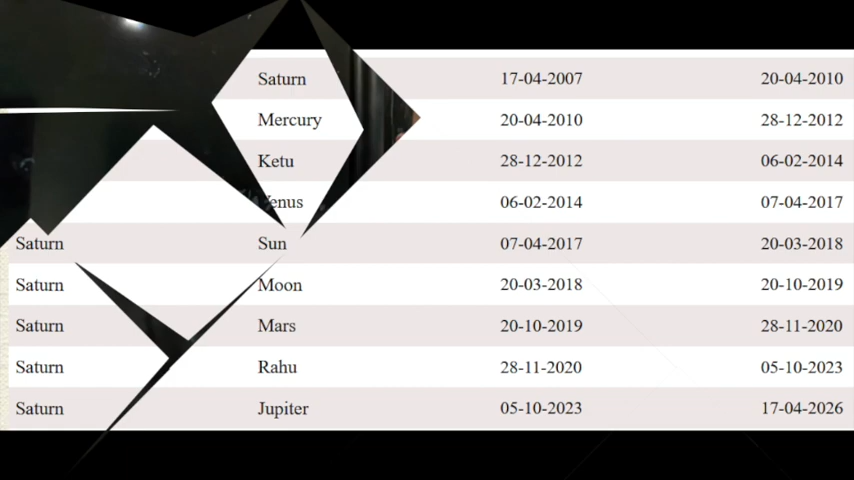 Saturn 17-04-2007 20-04-2010
Mercury 20-04-2010 28-12-2012
Ketu 28-12-2012 06-02-2014
Venus 06-02-2014 07-04-2017
Saturn Sun 07-04-2017 20-03-2018
Saturn Moon 20-03-2018 20-10-2019
Saturn Mars 20-10-2019 28-11-2020
Saturn Rahu 28-11-2020 05-10-2023
Saturn Jupiter 05-10-2023 17-04-2026